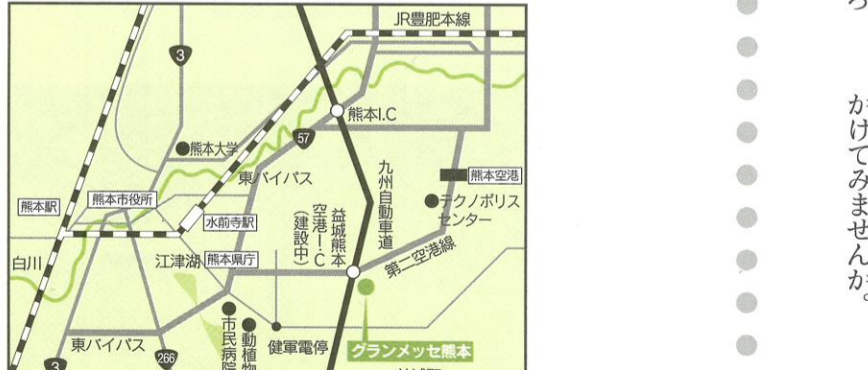 JR豊肥本線
3
熊本I.C
57
熊本大学
東バイパス
九州自動車道
熊本空港
テクノポリス
センター
熊本駅
熊本市役所
水前寺駅
益城熊本
空港I・C
(建設中)
白川
江津湖
熊本県庁
第二空港線
市民病院
動植物
健軍電停
グランメッセ熊本
東バイパス
3
266
かけてみませんか。